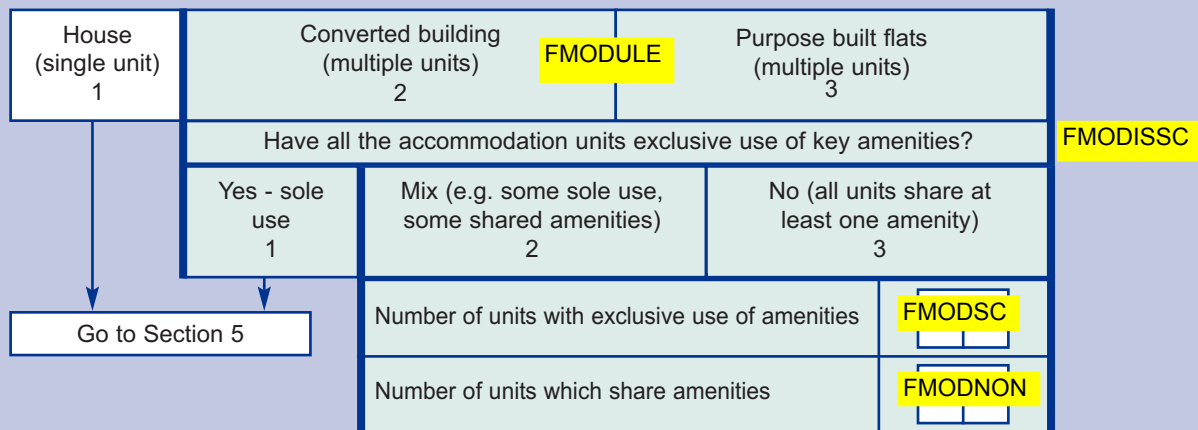 House
(single unit)
1
Converted building
(multiple units)
2
FMODULE
Purpose built flats
(multiple units)
3
Have all the accommodation units exclusive use of key amenities?
FMODISSC
Yes - sole
use
1
Mix (e.g. some sole use,
some shared amenities)
2
No (all units share at
least one amenity)
3
Go to Section 5
Number of units with exclusive use of amenities
FMODSC
Number of units which share amenities
FMODNON